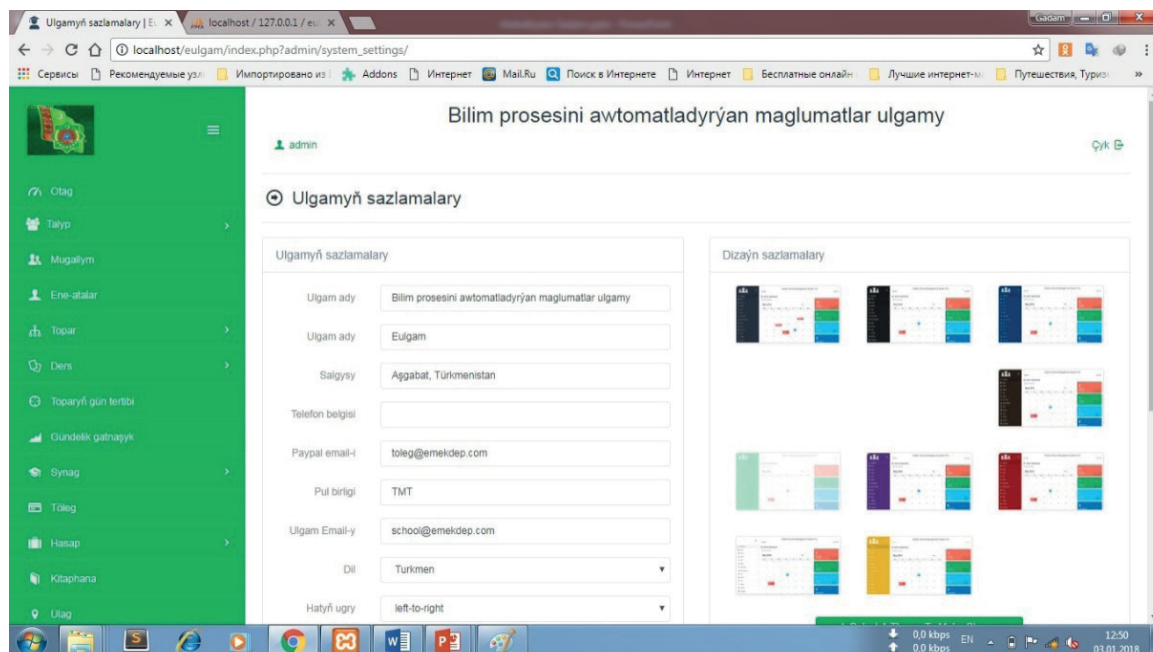 Ulgamyň sazlamalary | Eu
localhost / 127.0.0.1 / eul
Gadam
localhost/eulgam/index.php?admin/system_settings/
Сервисы Рекомендуемые узл Импортировано из I Addons Интернет Mail.Ru Поиск в Интернете Интернет Бесплатные онлайн Лучшие интернет-м Путешествия, Туриз »
Bilim prosesini awtomatladyrýan maglumatlar ulgamy
admin
Çyk
Otag
Talyp
Mugallym
Ene-atalar
Topar
Ders
Toparyň gün tertibi
Gündelik gatnaşyk
Synag
Töleg
Hasap
Kitaphana
Ulag
Ulgamyň sazlamalary
Ulgamyň sazlamalary
Ulgam ady Bilim prosesini awtomatladyrýan maglumatlar ulgamy
Ulgam ady Eulgam
Salgysy Aşgabat, Türkmenistan
Telefon belgisi
Paypal email-i toleg@emekdep.com
Pul birligi TMT
Ulgam Email-y school@emekdep.com
Dil Turkmen
Hatyň ugry left-to-right
Dizaýn sazlamalary
0,0 kbps
0,0 kbps
EN
12:50
03.01.2018